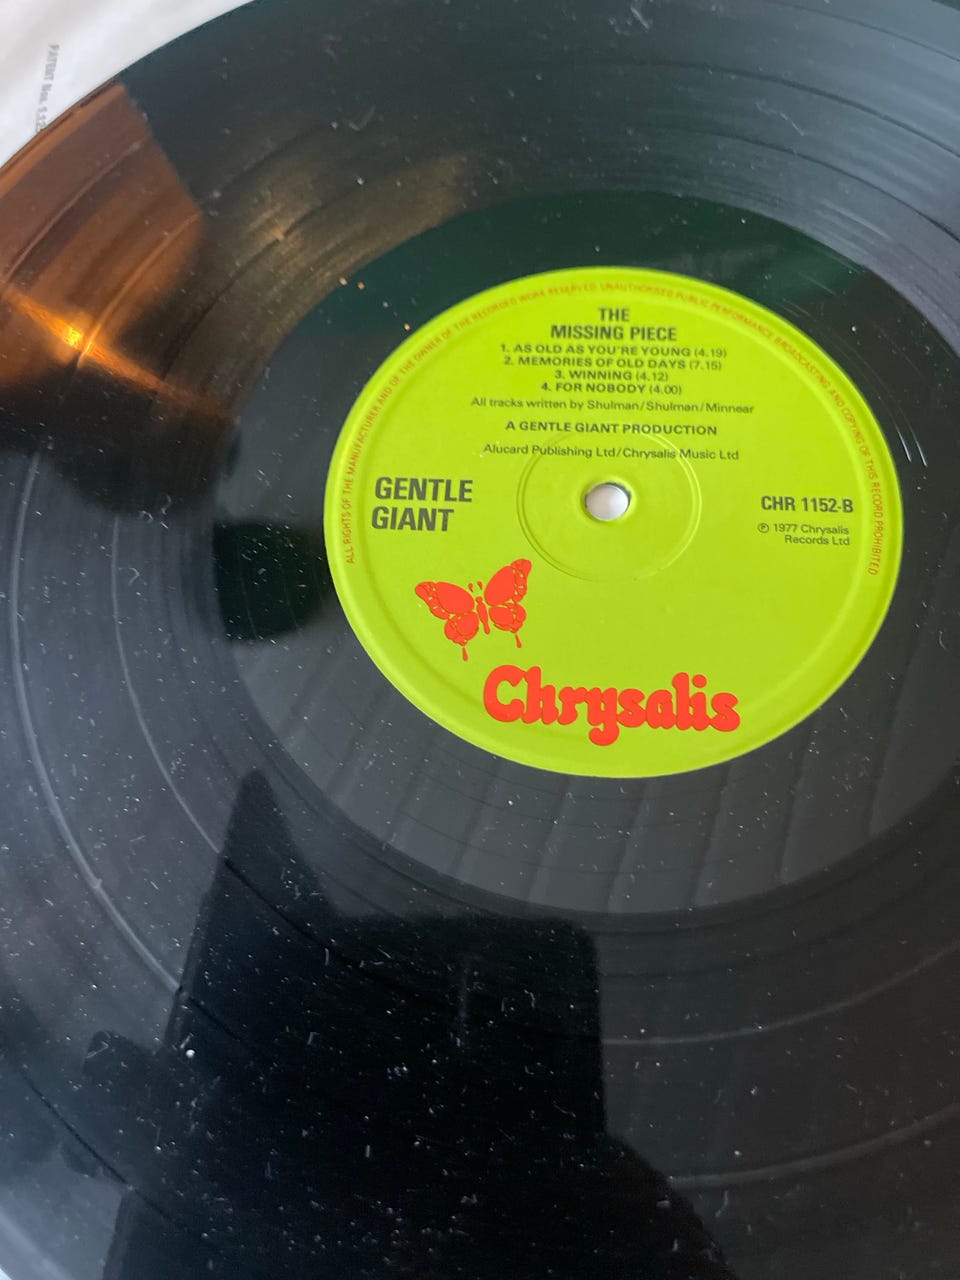 PATENT Nos. 1,125
ALL RIGHTS OF THE MANUFACTURER AND OF THE OWNER OF THE RECORDED WORK RESERVED. UNAUTHORISED PUBLIC PERFORMANCE BROADCASTING AND COPYING OF THIS RECORD PROHIBITED
THE
MISSING PIECE
1. AS OLD AS YOU'RE YOUNG (4.19)
2. MEMORIES OF OLD DAYS (7.15)
3. WINNING (4.12)
4. FOR NOBODY (4.00)
All tracks written by Shulman/Shulman/Minnear
A GENTLE GIANT PRODUCTION
Alucard Publishing Ltd/Chrysalis Music Ltd
GENTLE
GIANT
CHR 1152-B
℗ 1977 Chrysalis
Records Ltd
Chrysalis